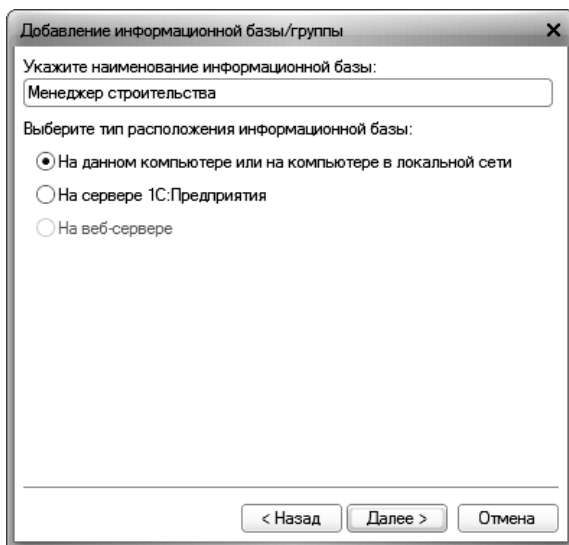 Добавление информационной базы/группы
Укажите наименование информационной базы:
Менеджер строительства
Выберите тип расположения информационной базы:
На данном компьютере или на компьютере в локальной сети
На сервере 1С:Предприятия
На веб-сервере
< Назад Далее > Отмена